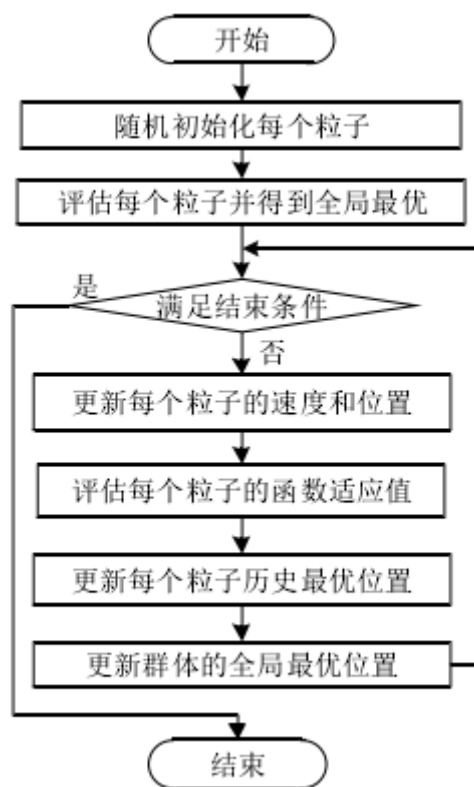 开始
随机初始化每个粒子
评估每个粒子并得到全局最优
是
满足结束条件
否
更新每个粒子的速度和位置
评估每个粒子的函数适应值
更新每个粒子历史最优位置
更新群体的全局最优位置
结束